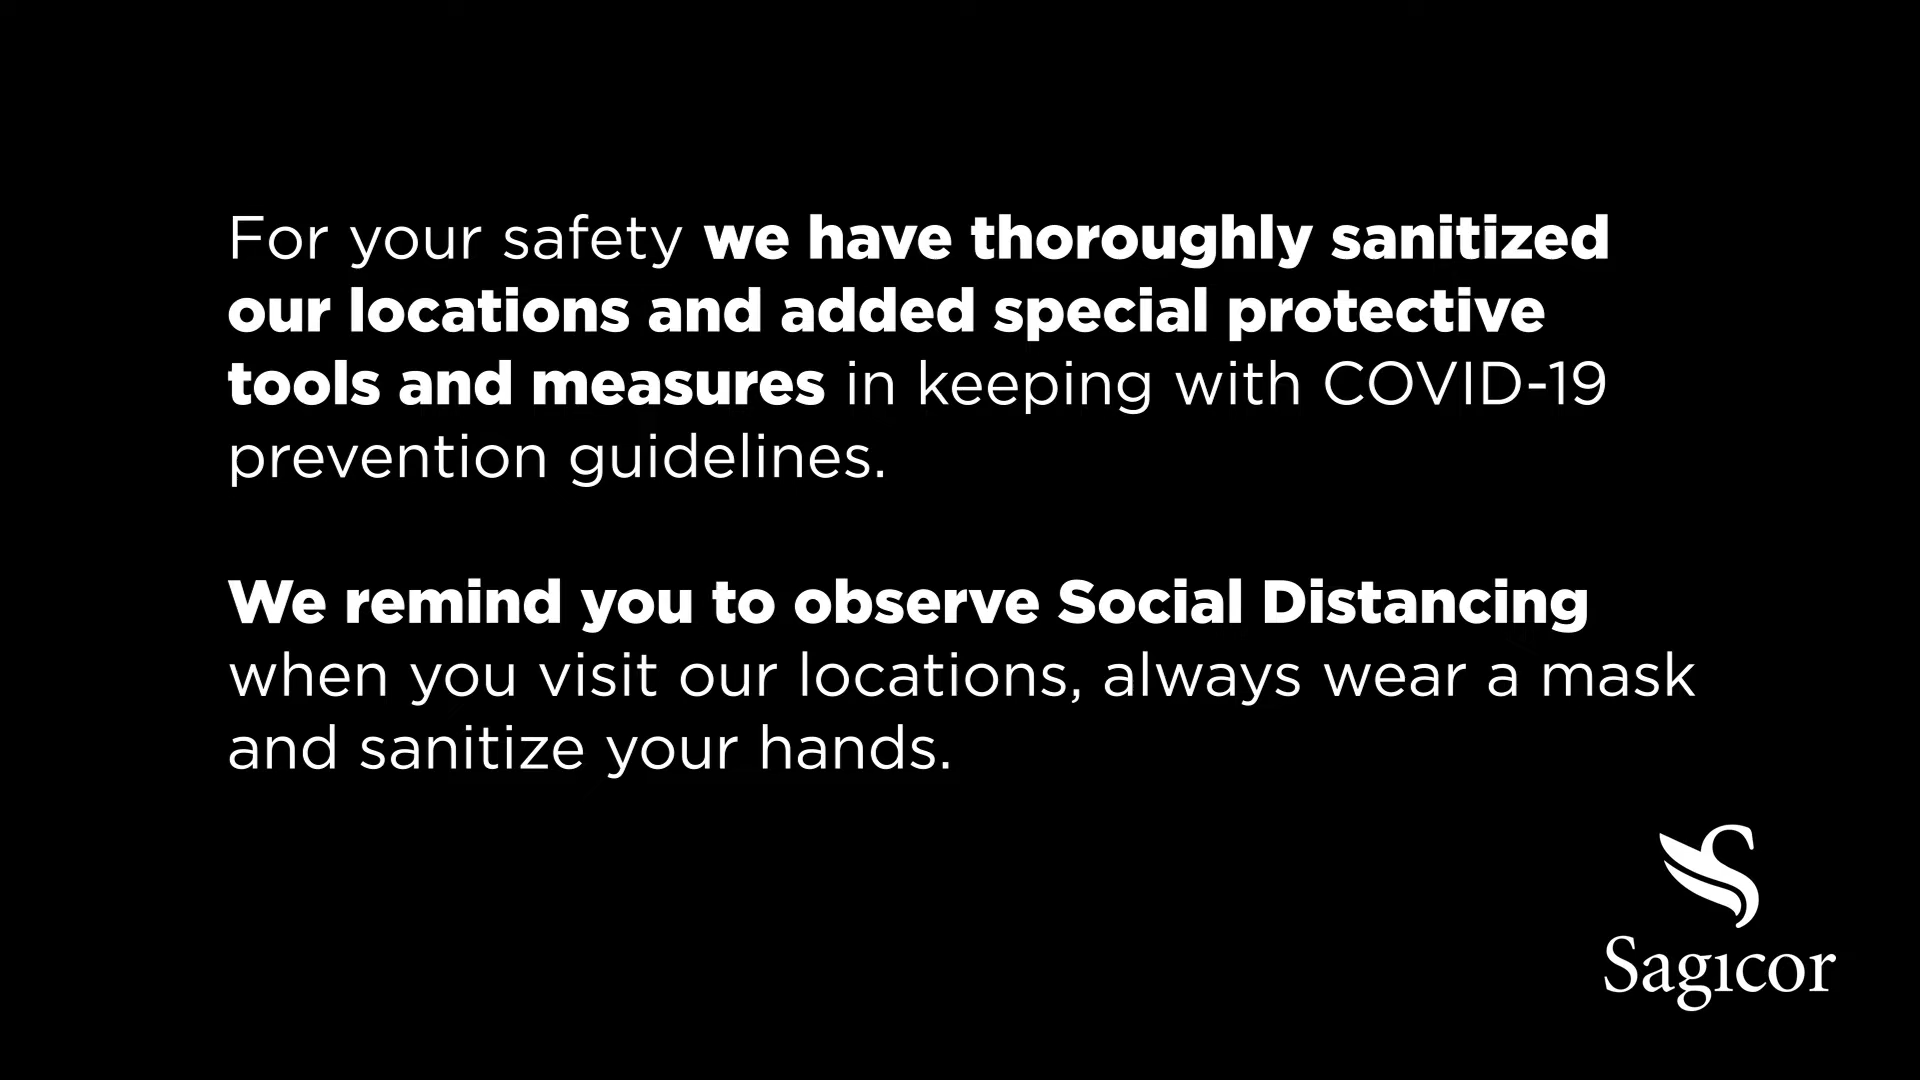 For your safety we have thoroughly sanitized
our locations and added special protective
tools and measures in keeping with COVID-19
prevention guidelines.
We remind you to observe Social Distancing
when you visit our locations, always wear a mask
and sanitize your hands.
Sagicor